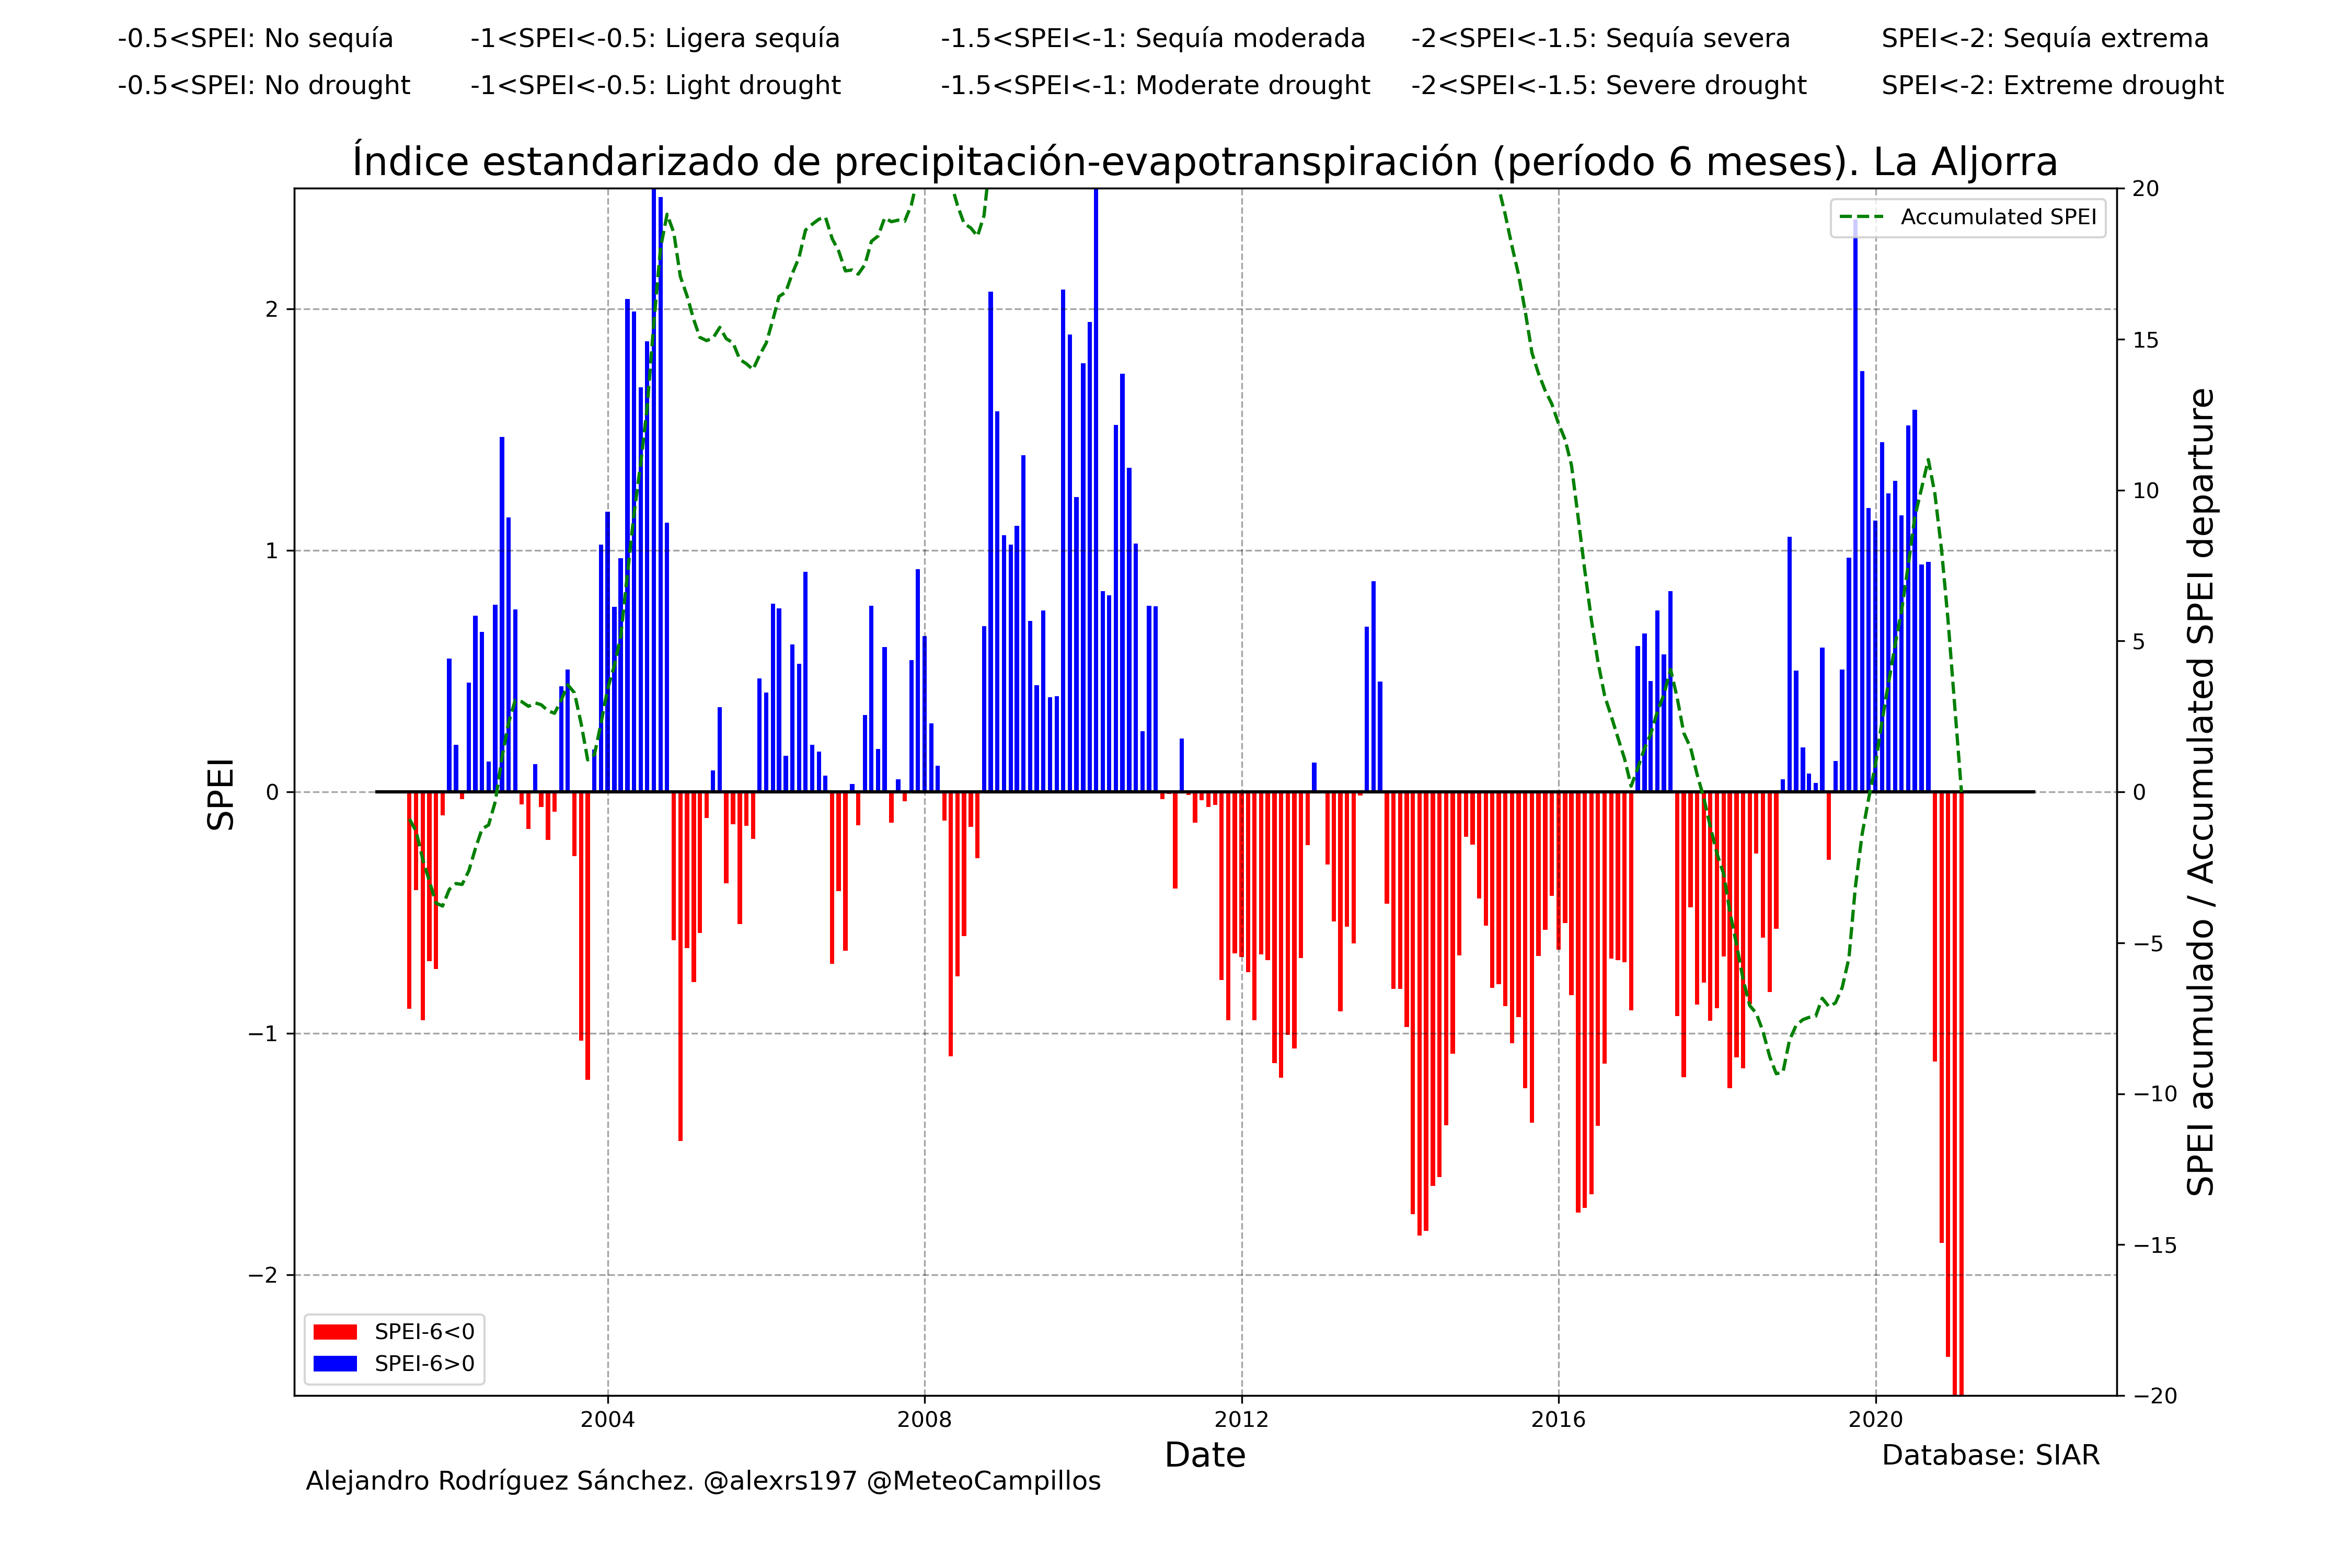 -0.5<SPEI: No sequía -1<SPEI<-0.5: Ligera sequía -1.5<SPEI<-1: Sequía moderada -2<SPEI<-1.5: Sequía severa SPEI<-2: Sequía extrema
-0.5<SPEI: No drought -1<SPEI<-0.5: Light drought -1.5<SPEI<-1: Moderate drought -2<SPEI<-1.5: Severe drought SPEI<-2: Extreme drought
Índice estandarizado de precipitación-evapotranspiración (período 6 meses). La Aljorra
Accumulated SPEI
SPEI
2
1
0
−1
−2
20
15
10
5
0
−5
−10
−15
−20
SPEI acumulado / Accumulated SPEI departure
SPEI-6<0
SPEI-6>0
2004 2008 2012 2016 2020
Date
Database: SIAR
Alejandro Rodríguez Sánchez. @alexrs197 @MeteoCampillos